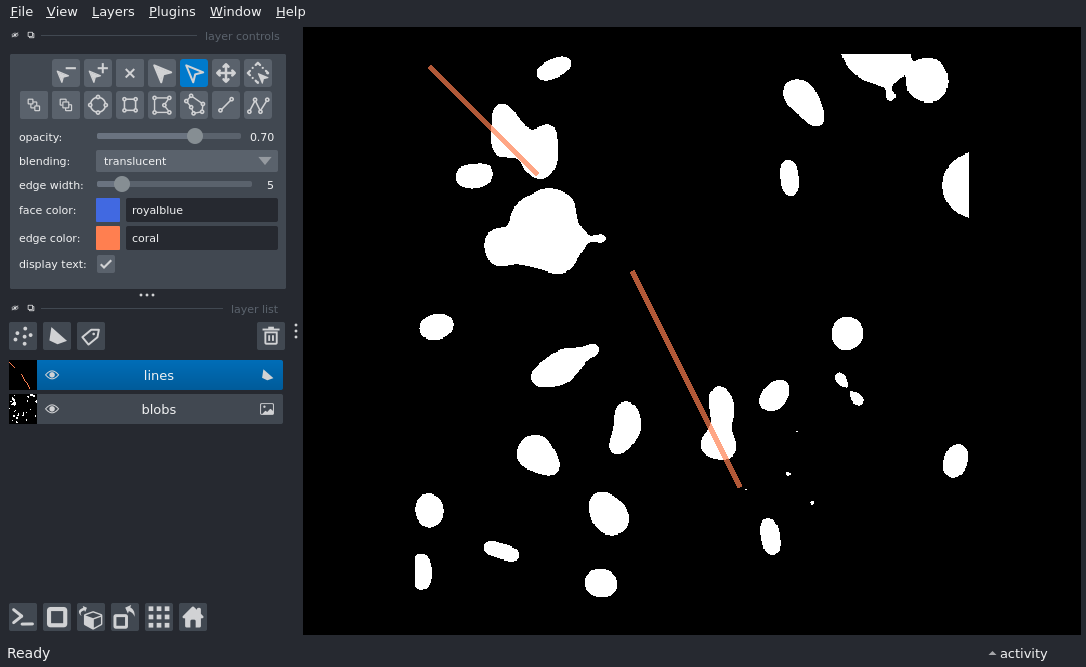 File View Layers Plugins Window Help
layer controls
opacity: 0.70
blending: translucent
edge width: 5
face color: royalblue
edge color: coral
display text:
layer list
lines
blobs
Ready
activity